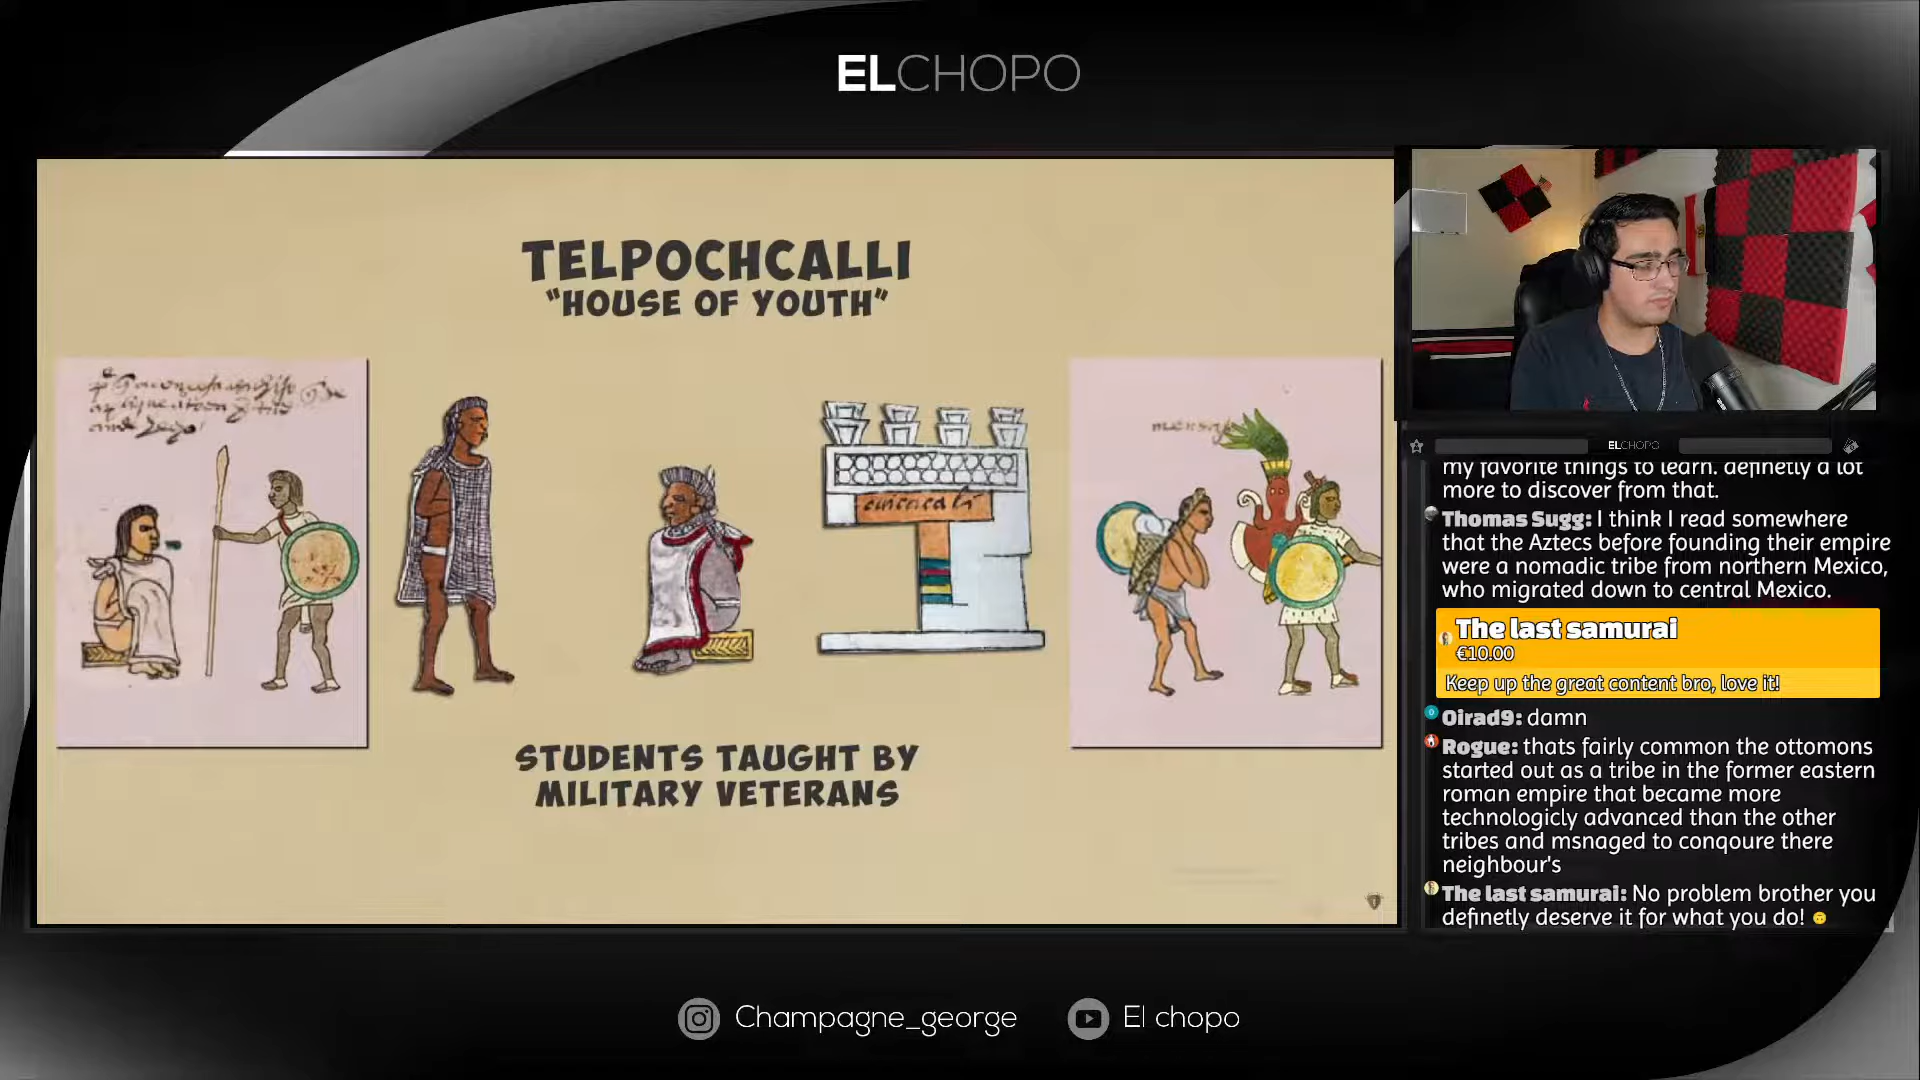 ELCHOPO
TELPOCHCALLI
"HOUSE OF YOUTH"
cuicacali
STUDENTS TAUGHT BY
MILITARY VETERANS
ELCHOPO
my favorite things to learn. definetly a lot
more to discover from that.
Thomas Sugg: I think I read somewhere
that the Aztecs before founding their empire
were a nomadic tribe from northern Mexico,
who migrated down to central Mexico.
The last samurai
€10.00
Keep up the great content bro, love it!
Oirad9: damn
Rogue: thats fairly common the ottomons
started out as a tribe in the former eastern
roman empire that became more
technologicly advanced than the other
tribes and msnaged to conqoure there
neighbour's
The last samurai: No problem brother you
definetly deserve it for what you do!
Champagne_george
El chopo